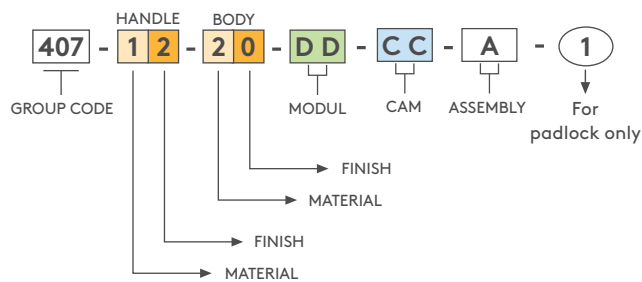 HANDLE BODY
407 - 1 2 - 2 0 - D D - C C - A - 1
GROUP CODE MODUL CAM ASSEMBLY For
padlock only
FINISH
MATERIAL
FINISH
MATERIAL